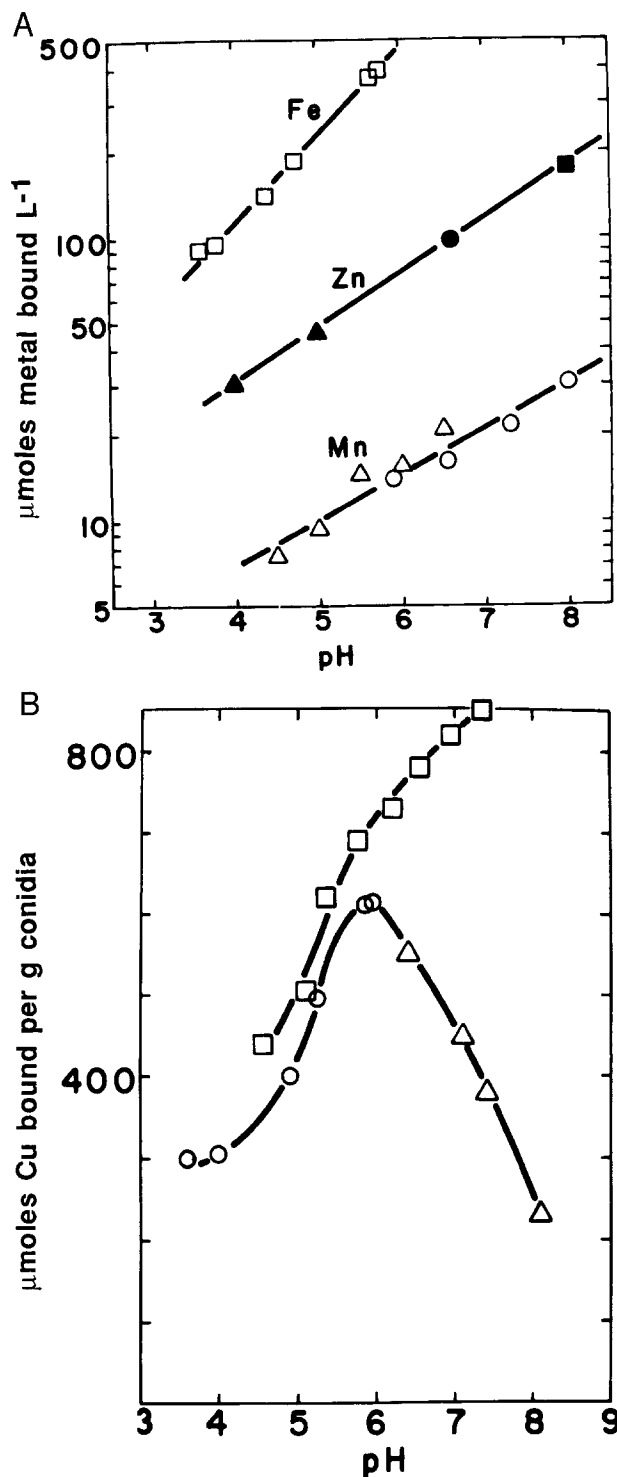 A
500
100
50
10
5
μmoles metal bound L-1
Fe
Zn
Mn
3 4 5 6 7 8
pH
B
800
400
μmoles Cu bound per g conidia
3 4 5 6 7 8 9
pH